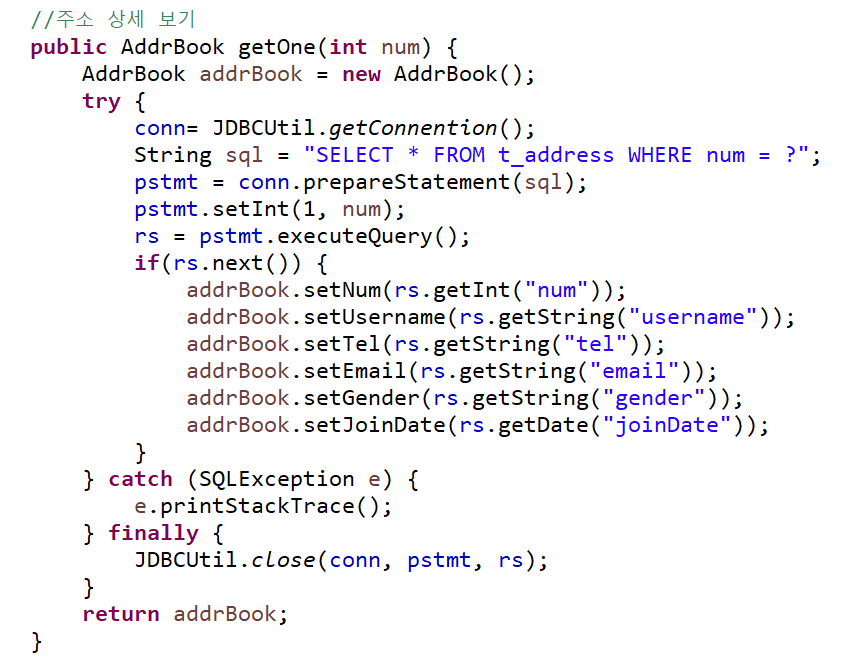 //주소 상세 보기
public AddrBook getOne(int num) {
    AddrBook addrBook = new AddrBook();
    try {
        conn= JDBCUtil.getConnention();
        String sql = "SELECT * FROM t_address WHERE num = ?";
        pstmt = conn.prepareStatement(sql);
        pstmt.setInt(1, num);
        rs = pstmt.executeQuery();
        if(rs.next()) {
            addrBook.setNum(rs.getInt("num"));
            addrBook.setUsername(rs.getString("username"));
            addrBook.setTel(rs.getString("tel"));
            addrBook.setEmail(rs.getString("email"));
            addrBook.setGender(rs.getString("gender"));
            addrBook.setJoinDate(rs.getDate("joinDate"));
        }
    } catch (SQLException e) {
        e.printStackTrace();
    } finally {
        JDBCUtil.close(conn, pstmt, rs);
    }
    return addrBook;
}